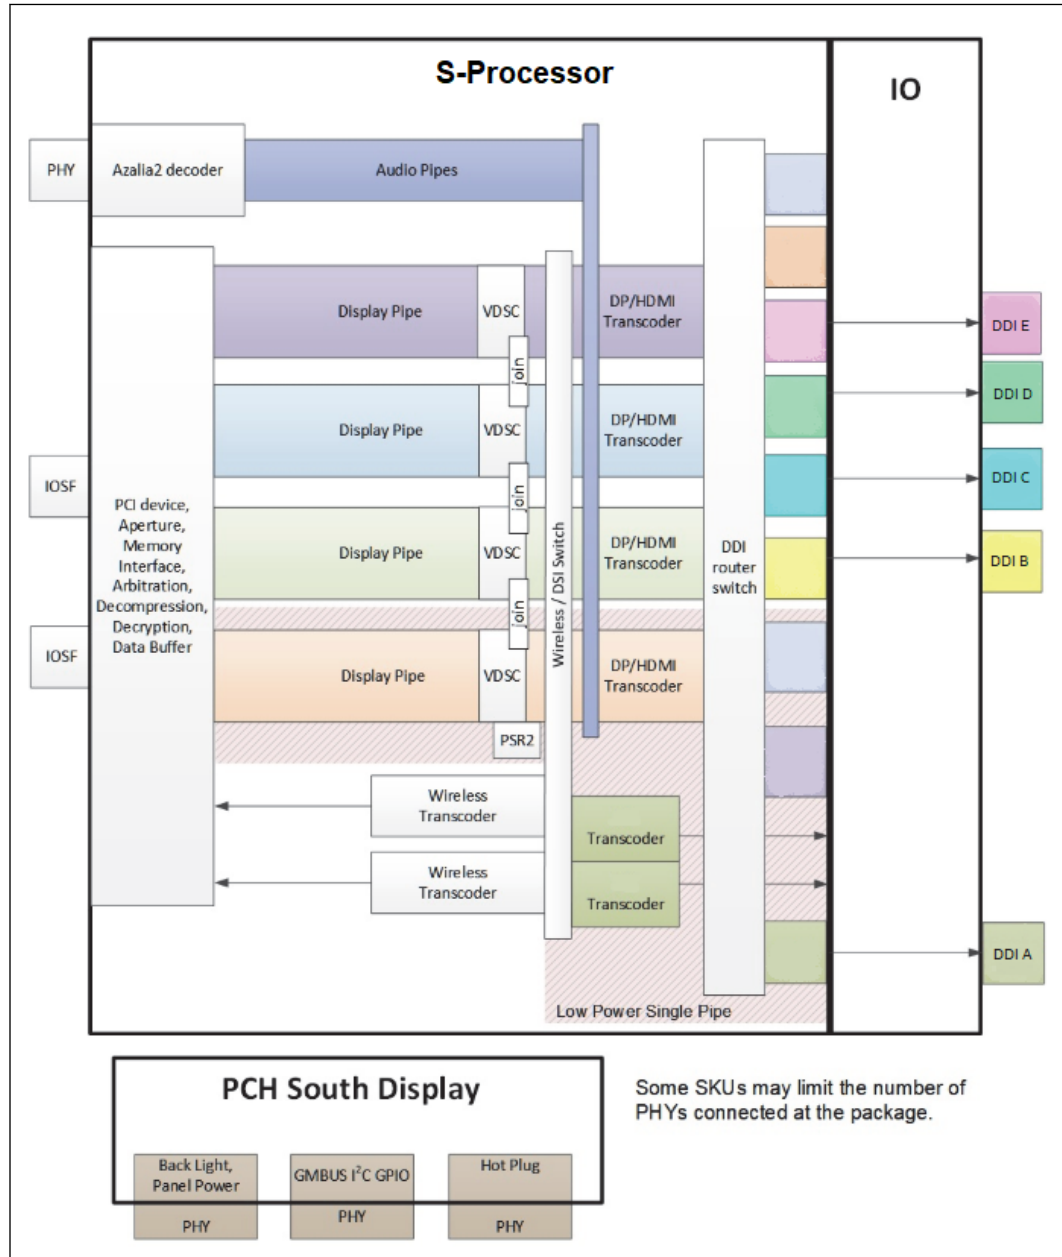 S-Processor
IO
PHY
Azalia2 decoder
Audio Pipes
Display Pipe
VDSC
DP/HDMI
Transcoder
DDI E
join
DDI D
Display Pipe
VDSC
DP/HDMI
Transcoder
IOSF
join
DDI C
PCI device,
Aperture,
Memory
Interface,
Arbitration,
Decompression,
Decryption,
Data Buffer
Display Pipe
VDSC
Wireless / DSI Switch
DP/HDMI
Transcoder
DDI
router
switch
DDI B
join
IOSF
Display Pipe
VDSC
DP/HDMI
Transcoder
PSR2
Wireless
Transcoder
Transcoder
Wireless
Transcoder
Transcoder
DDI A
Low Power Single Pipe
PCH South Display
Some SKUs may limit the number of
PHYs connected at the package.
Back Light,
Panel Power
PHY
GMBUS I²C GPIO
PHY
Hot Plug
PHY